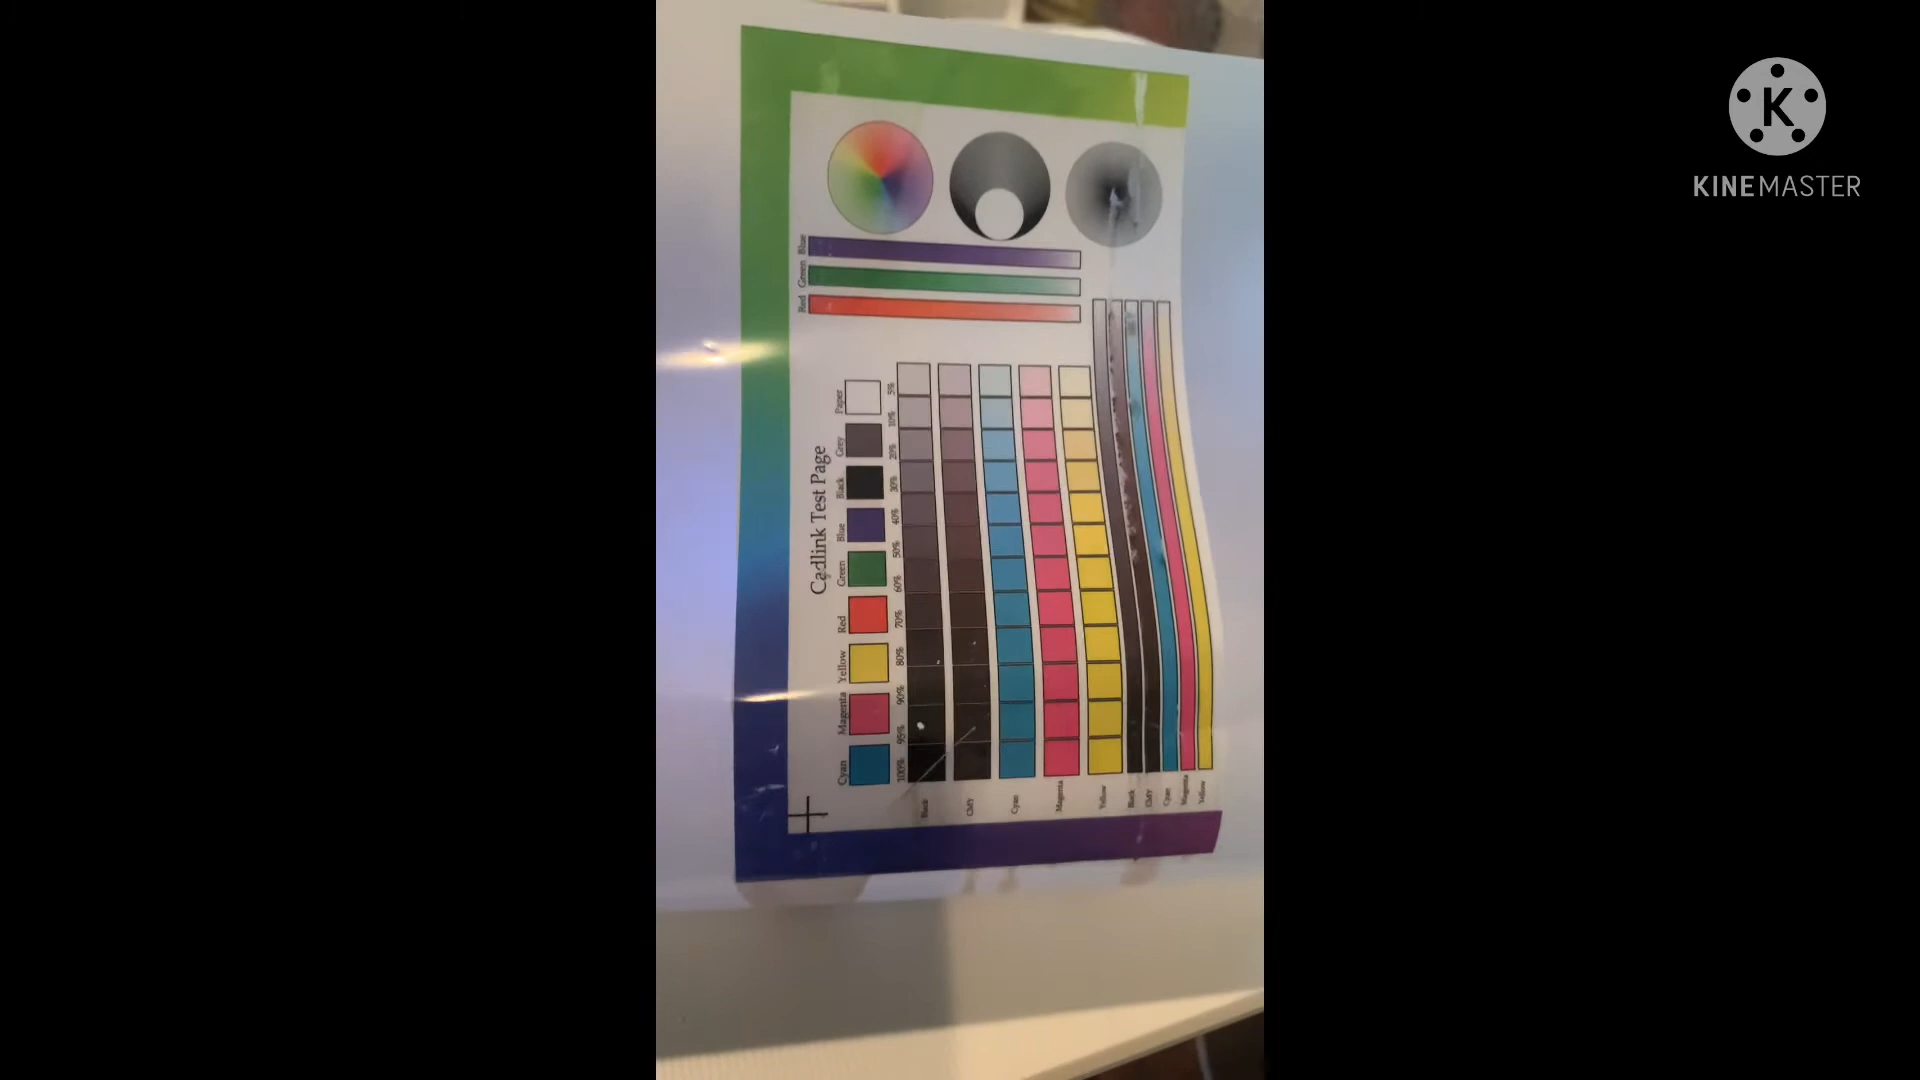 Cadlink Test Page
Cyan Magenta Yellow Red Green Blue Black Grey Paper
100% 95% 90% 80% 70% 60% 50% 40% 30% 20% 10% 5%
Black
CMY
Cyan
Magenta
Yellow
Black
CMY
Cyan
Magenta
Yellow
Red
Green
Blue
K
KINEMASTER